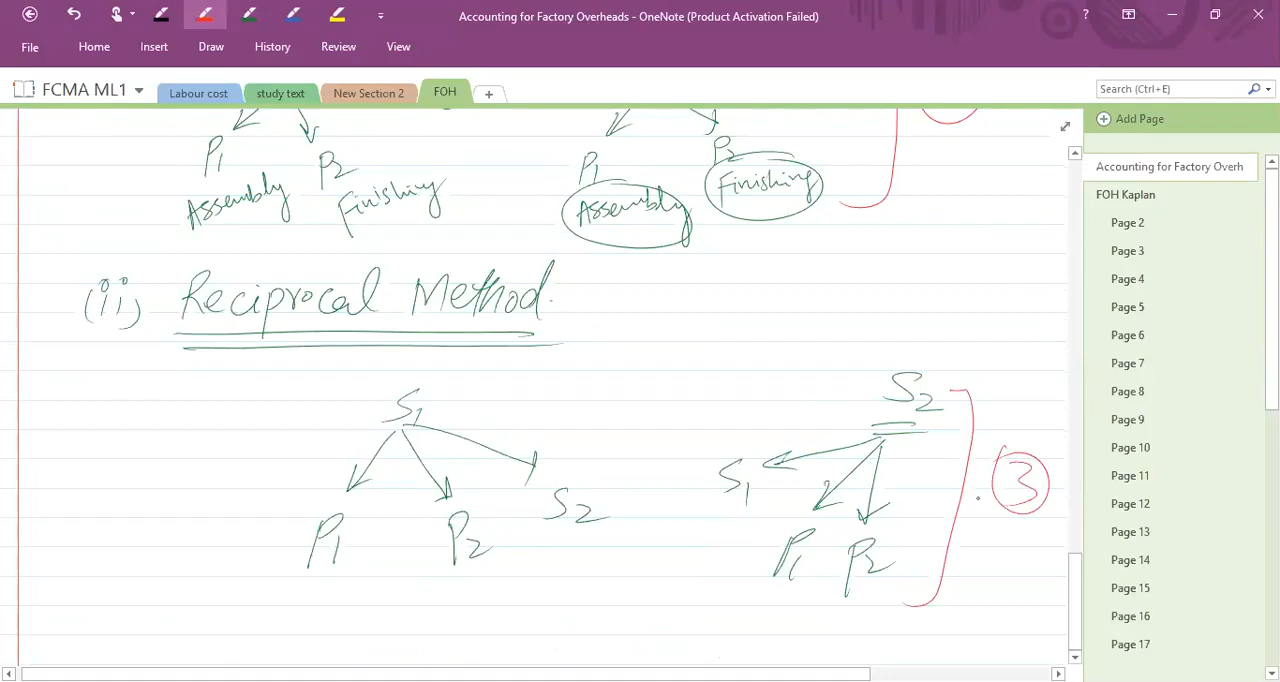 Accounting for Factory Overheads - OneNote (Product Activation Failed)
?
File Home Insert Draw History Review View
FCMA ML1
Labour cost
study text
New Section 2
FOH
+
Search (Ctrl+E)
Add Page
Accounting for Factory Overh
FOH Kaplan
Page 2
Page 3
Page 4
Page 5
Page 6
Page 7
Page 8
Page 9
Page 10
Page 11
Page 12
Page 13
Page 14
Page 15
Page 16
Page 17
P1 P2
Assembly Finishing
P1 P2
Assembly Finishing
(ii) Reciprocal Method.
S1
P1 P2 S2
S2
S1 P1 P2
3